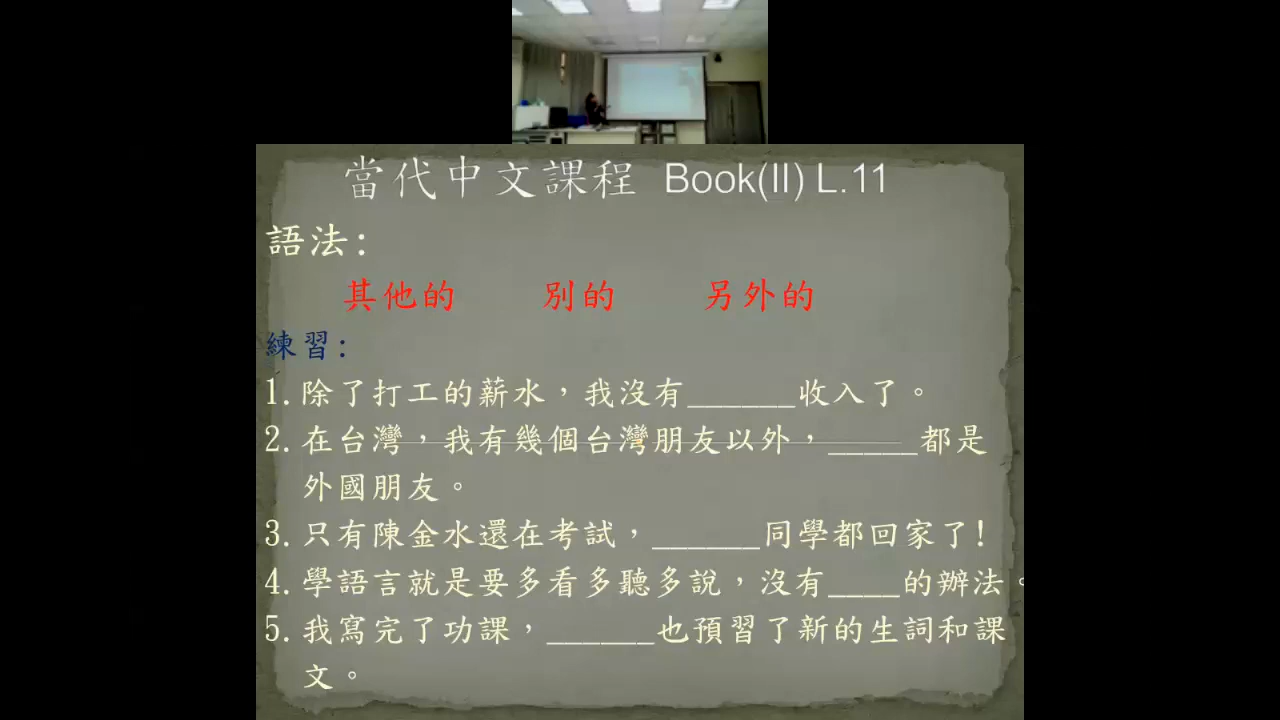 當代中文課程 Book(II) L.11
語法:
其他的 別的 另外的
練習:
1.除了打工的薪水，我沒有______收入了。
2.在台灣，我有幾個台灣朋友以外，_____都是
外國朋友。
3.只有陳金水還在考試，______同學都回家了!
4.學語言就是要多看多聽多說，沒有____的辦法。
5.我寫完了功課，______也預習了新的生詞和課
文。